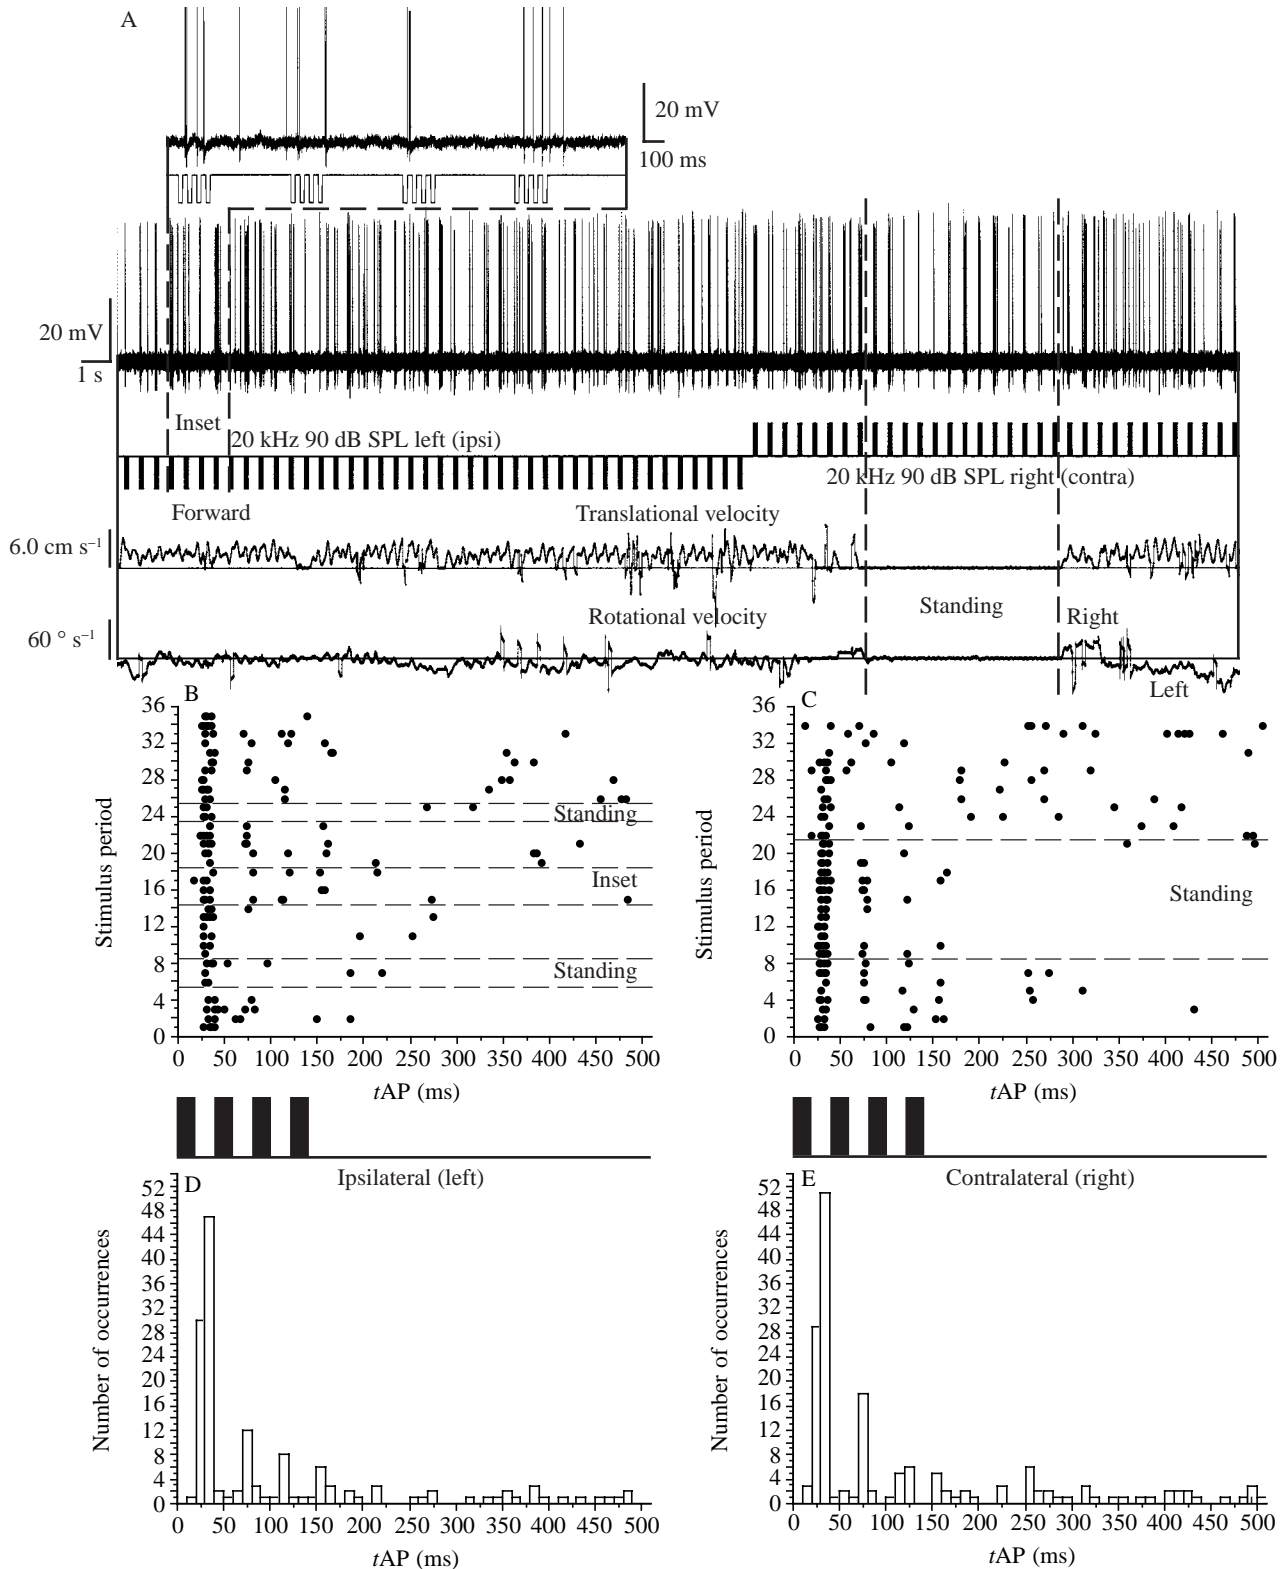 A
20 mV
100 ms
20 mV
1 s
Inset
20 kHz 90 dB SPL left (ipsi)
20 kHz 90 dB SPL right (contra)
Forward
Translational velocity
6.0 cm s⁻¹
Rotational velocity
Standing
Right
60 ° s⁻¹
Left
B
36
32
28
24
20
16
12
8
4
0
Stimulus period
Standing
Inset
Standing
0 50 100 150 200 250 300 350 400 450 500
tAP (ms)
C
36
32
28
24
20
16
12
8
4
0
Stimulus period
Standing
0 50 100 150 200 250 300 350 400 450 500
tAP (ms)
Ipsilateral (left)
Contralateral (right)
D
52
48
44
40
36
32
28
24
20
16
12
8
4
0
Number of occurrences
0 50 100 150 200 250 300 350 400 450 500
tAP (ms)
E
52
48
44
40
36
32
28
24
20
16
12
8
4
0
Number of occurrences
0 50 100 150 200 250 300 350 400 450 500
tAP (ms)